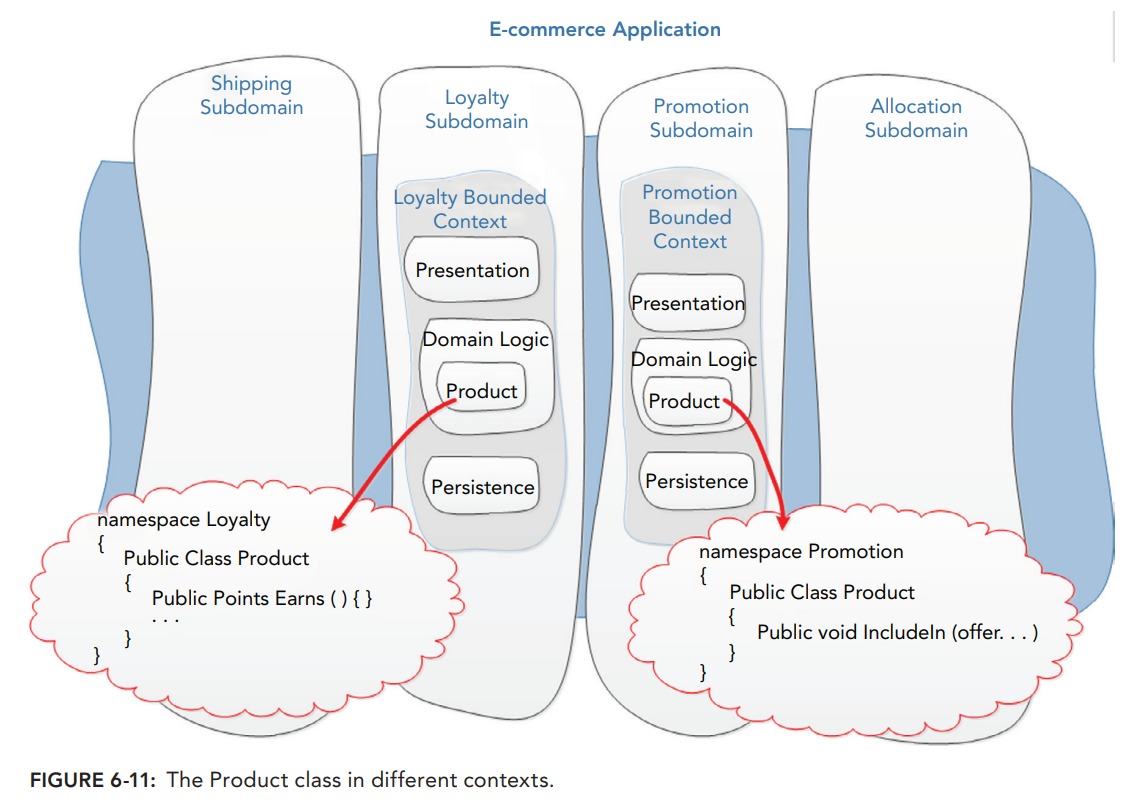 E-commerce Application
Shipping
Subdomain
Loyalty
Subdomain
Promotion
Subdomain
Allocation
Subdomain
Loyalty Bounded
Context
Presentation
Domain Logic
Product
Persistence
Promotion
Bounded
Context
Presentation
Domain Logic
Product
Persistence
namespace Loyalty
{
Public Class Product
{
Public Points Earns ( ) { }
. . .
}
}
namespace Promotion
{
Public Class Product
{
Public void IncludeIn (offer. . . )
}
}
FIGURE 6-11: The Product class in different contexts.